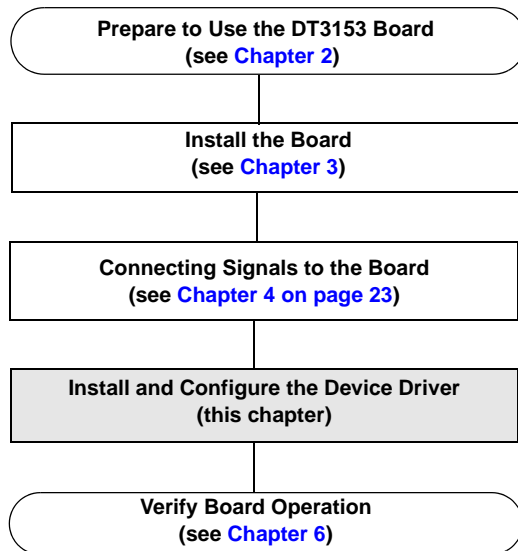 Prepare to Use the DT3153 Board
(see Chapter 2)
Install the Board
(see Chapter 3)
Connecting Signals to the Board
(see Chapter 4 on page 23)
Install and Configure the Device Driver
(this chapter)
Verify Board Operation
(see Chapter 6)